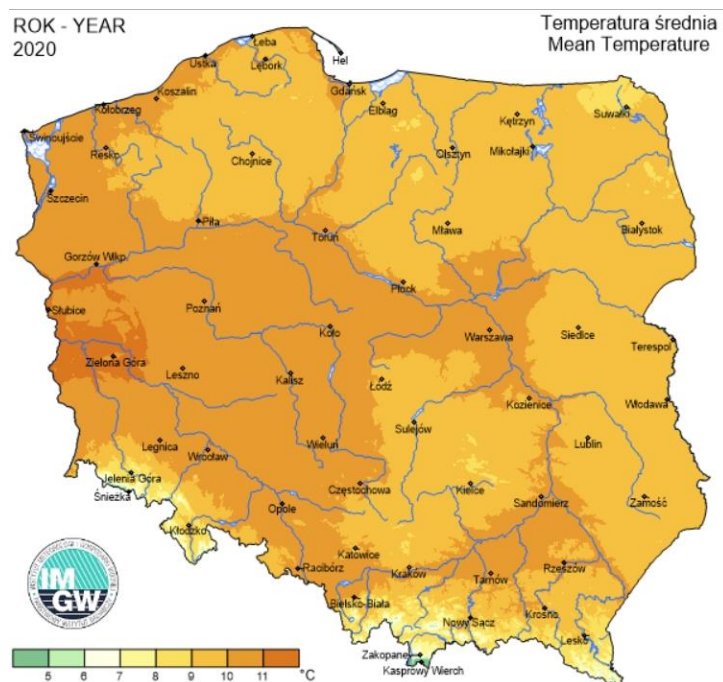 ROK - YEAR
2020
Temperatura średnia
Mean Temperature
Łeba
Hel
Ustka
Lębork
Gdańsk
Koszalin
Kołobrzeg
Elbląg
Kętrzyn
Suwałki
Świnoujście
Resko
Chojnice
Olsztyn
Mikołajki
Szczecin
Piła
Toruń
Mława
Białystok
Gorzów Wlkp.
Płock
Słubice
Poznań
Koło
Warszawa
Siedlce
Terespol
Zielona Góra
Leszno
Kalisz
Łódź
Kozienice
Włodawa
Legnica
Wrocław
Wieluń
Sulejów
Lublin
Jelenia Góra
Śnieżka
Częstochowa
Kielce
Sandomierz
Zamość
Opole
Kłodzko
Katowice
Racibórz
Kraków
Tarnów
Rzeszów
Bielsko-Biała
Nowy Sącz
Krosno
Lesko
Zakopane
Kasprowy Wierch
IM
GW
5 6 7 8 9 10 11 °C